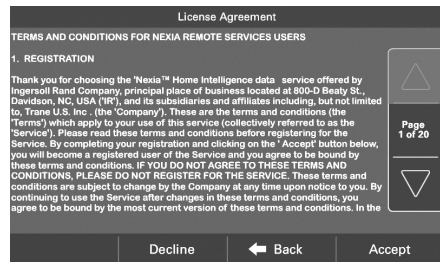 License Agreement
TERMS AND CONDITIONS FOR NEXIA REMOTE SERVICES USERS
1. REGISTRATION
Thank you for choosing the 'Nexia™ Home Intelligence data service offered by
Ingersoll Rand Company, principal place of business located at 800-D Beaty St.,
Davidson, NC, USA ('IR'), and its subsidiaries and affiliates including, but not limited
to, Trane U.S. Inc . (the 'Company'). These are the terms and conditions (the
'Terms') which apply to your use of this service (collectively referred to as the
'Service'). Please read these terms and conditions before registering for the
Service. By completing your registration and clicking on the ' Accept' button below,
you will become a registered user of the Service and you agree to be bound by
these terms and conditions. IF YOU DO NOT AGREE TO THESE TERMS AND
CONDITIONS, PLEASE DO NOT REGISTER FOR THE SERVICE. These terms and
conditions are subject to change by the Company at any time upon notice to you. By
continuing to use the Service after changes in these terms and conditions, you
agree to be bound by the most current version of these terms and conditions. In the
Page
1 of 20
Decline
Back
Accept